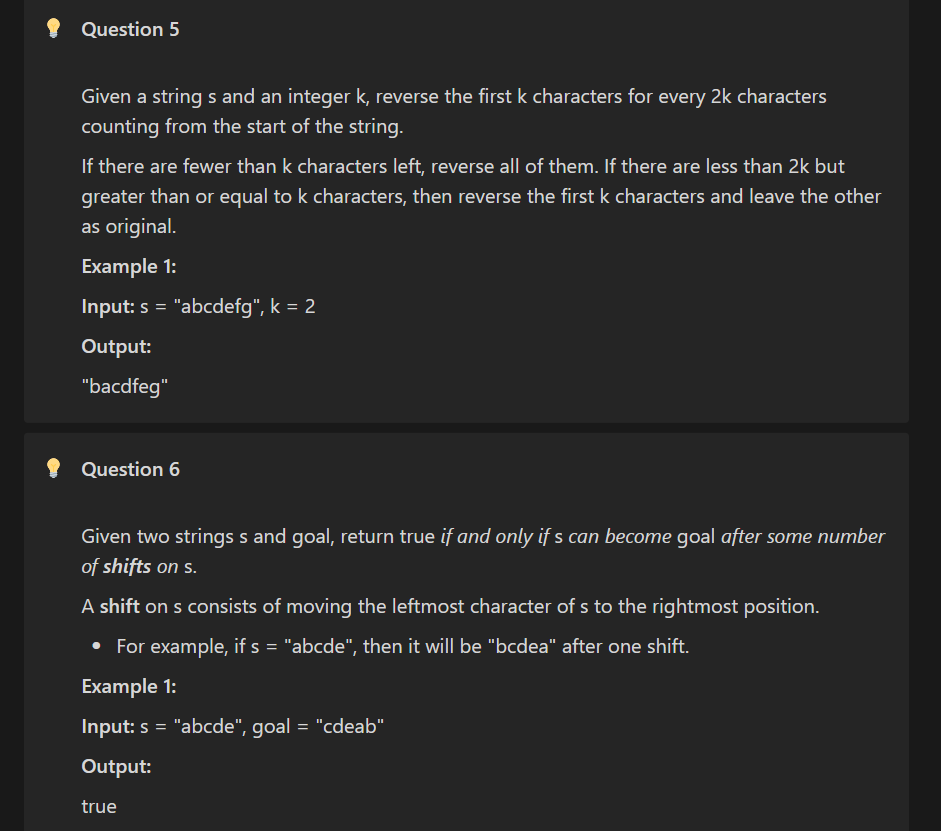 Question 5
Given a string s and an integer k, reverse the first k characters for every 2k characters
counting from the start of the string.
If there are fewer than k characters left, reverse all of them. If there are less than 2k but
greater than or equal to k characters, then reverse the first k characters and leave the other
as original.
Example 1:
Input: s = "abcdefg", k = 2
Output:
"bacdfeg"
Question 6
Given two strings s and goal, return true if and only if s can become goal after some number
of shifts on s.
A shift on s consists of moving the leftmost character of s to the rightmost position.
• For example, if s = "abcde", then it will be "bcdea" after one shift.
Example 1:
Input: s = "abcde", goal = "cdeab"
Output:
true